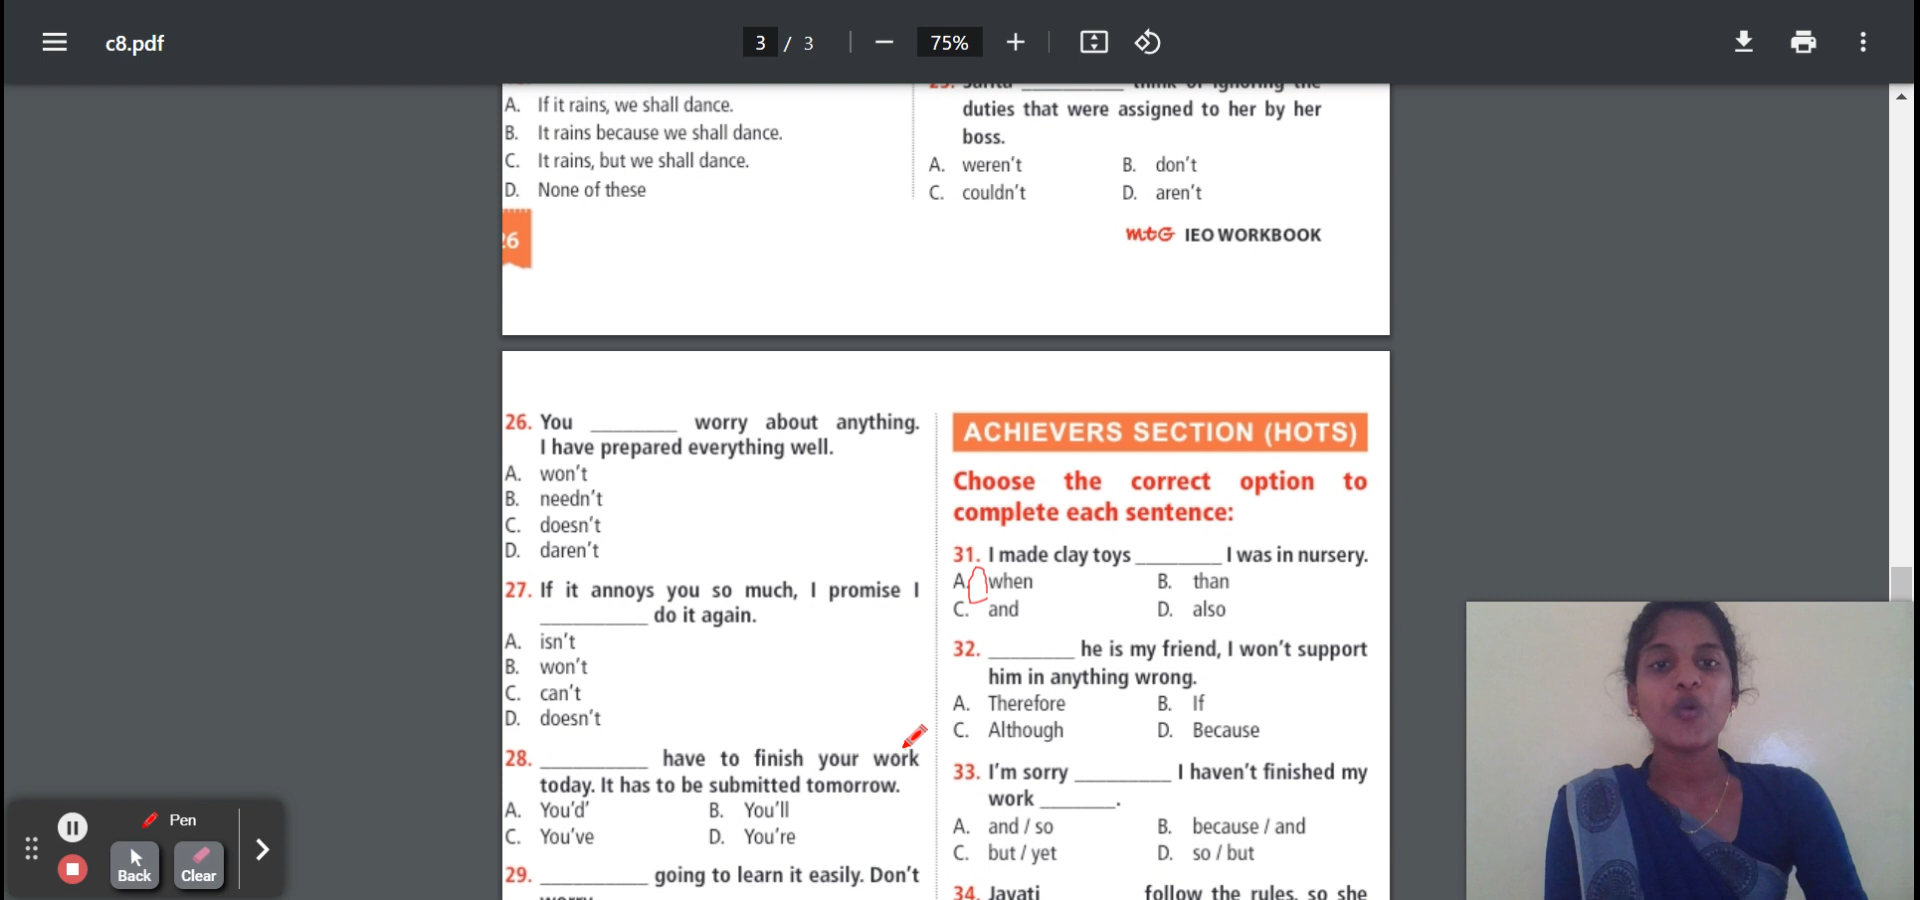 c8.pdf
3 / 3
75%
A. If it rains, we shall dance.
B. It rains because we shall dance.
C. It rains, but we shall dance.
D. None of these
26
duties that were assigned to her by her
boss.
A. weren't B. don't
C. couldn't D. aren't
mtG IEO WORKBOOK
26. You ________ worry about anything.
I have prepared everything well.
A. won't
B. needn't
C. doesn't
D. daren't
27. If it annoys you so much, I promise I
__________ do it again.
A. isn't
B. won't
C. can't
D. doesn't
28. __________ have to finish your work
today. It has to be submitted tomorrow.
A. You'd' B. You'll
C. You've D. You're
29. __________ going to learn it easily. Don't
ACHIEVERS SECTION (HOTS)
Choose the correct option to
complete each sentence:
31. I made clay toys ________ I was in nursery.
A. when B. than
C. and D. also
32. ________ he is my friend, I won't support
him in anything wrong.
A. Therefore B. If
C. Although D. Because
33. I'm sorry _________ I haven't finished my
work _______.
A. and / so B. because / and
C. but / yet D. so / but
34. Jayati ________ follow the rules, so she
Pen
Back
Clear